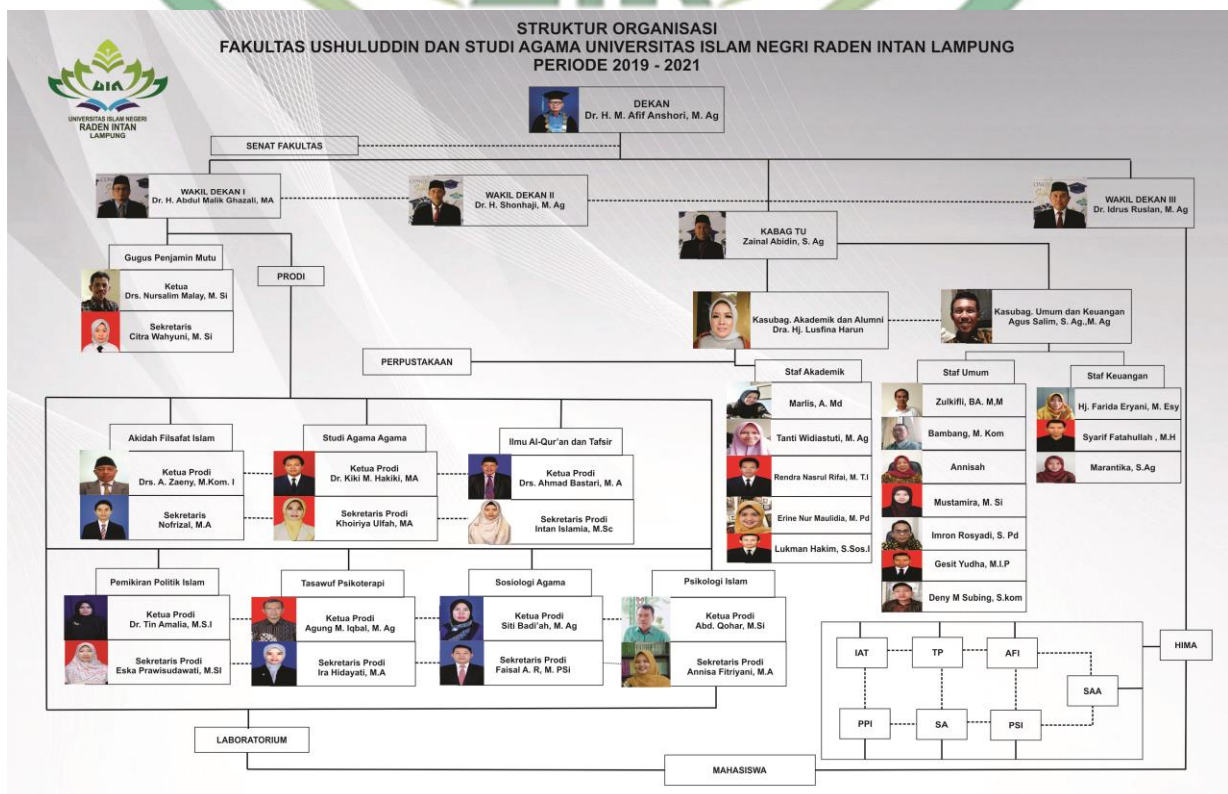 STRUKTUR ORGANISASI
FAKULTAS USHULUDDIN DAN STUDI AGAMA UNIVERSITAS ISLAM NEGRI RADEN INTAN LAMPUNG
PERIODE 2019 - 2021
UNIVERSITAS ISLAM NEGERI
RADEN INTAN
LAMPUNG
DEKAN
Dr. H. M. Afif Anshori, M. Ag
SENAT FAKULTAS
WAKIL DEKAN I
Dr. H. Abdul Malik Ghazali, MA
WAKIL DEKAN II
Dr. H. Shonhaji, M. Ag
WAKIL DEKAN III
Dr. Idrus Ruslan, M. Ag
KABAG TU
Zainal Abidin, S. Ag
Gugus Penjamin Mutu
Ketua
Drs. Nursalim Malay, M. Si
Sekretaris
Citra Wahyuni, M. Si
PRODI
Kasubag. Akademik dan Alumni
Dra. Hj. Lusfina Harun
Kasubag. Umum dan Keuangan
Agus Salim, S. Ag.,M. Ag
PERPUSTAKAAN
Staf Akademik
Marlis, A. Md
Tanti Widiastuti, M. Ag
Rendra Nasrul Rifai, M. T.I
Erine Nur Maulidia, M. Pd
Lukman Hakim, S.Sos.I
Staf Umum
Zulkifli, BA. M,M
Bambang, M. Kom
Annisah
Mustamira, M. Si
Imron Rosyadi, S. Pd
Gesit Yudha, M.I.P
Deny M Subing, S.kom
Staf Keuangan
Hj. Farida Eryani, M. Esy
Syarif Fatahullah , M.H
Marantika, S.Ag
Akidah Filsafat Islam
Ketua Prodi
Drs. A. Zaeny, M.Kom. I
Sekretaris
Nofrizal, M.A
Studi Agama Agama
Ketua Prodi
Dr. Kiki M. Hakiki, MA
Sekretaris Prodi
Khoiriya Ulfah, MA
Ilmu Al-Qur'an dan Tafsir
Ketua Prodi
Drs. Ahmad Bastari, M. A
Sekretaris Prodi
Intan Islamia, M.Sc
Pemikiran Politik Islam
Ketua Prodi
Dr. Tin Amalia, M.S.I
Sekretaris Prodi
Eska Prawisudawati, M.SI
Tasawuf Psikoterapi
Ketua Prodi
Agung M. Iqbal, M. Ag
Sekretaris Prodi
Ira Hidayati, M.A
Sosiologi Agama
Ketua Prodi
Siti Badi'ah, M. Ag
Sekretaris Prodi
Faisal A. R, M. PSi
Psikologi Islam
Ketua Prodi
Abd. Qohar, M.Si
Sekretaris Prodi
Annisa Fitriyani, M.A
HIMA
IAT
TP
AFI
SAA
PPI
SA
PSI
LABORATORIUM
MAHASISWA